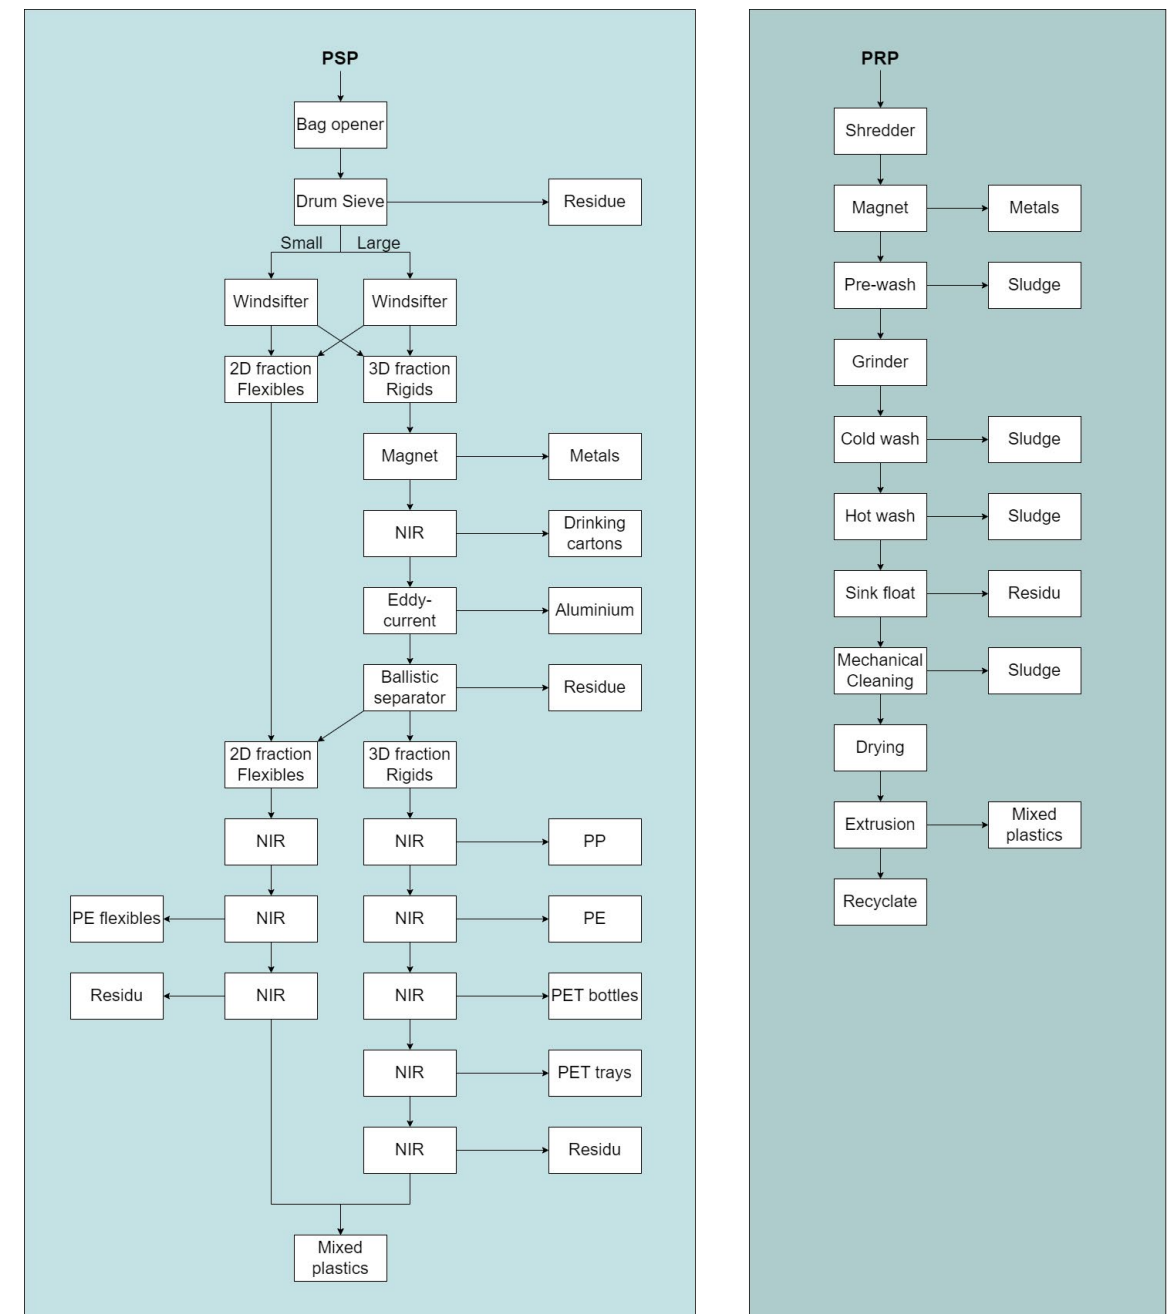 PSP
Bag opener
Drum Sieve
Residue
Small
Large
Windsifter
Windsifter
2D fraction
Flexibles
3D fraction
Rigids
Magnet
Metals
NIR
Drinking
cartons
Eddy-
current
Aluminium
Ballistic
separator
Residue
2D fraction
Flexibles
3D fraction
Rigids
NIR
NIR
PP
PE flexibles
NIR
NIR
PE
Residu
NIR
NIR
PET bottles
NIR
PET trays
NIR
Residu
Mixed
plastics
PRP
Shredder
Magnet
Metals
Pre-wash
Sludge
Grinder
Cold wash
Sludge
Hot wash
Sludge
Sink float
Residu
Mechanical
Cleaning
Sludge
Drying
Extrusion
Mixed
plastics
Recyclate